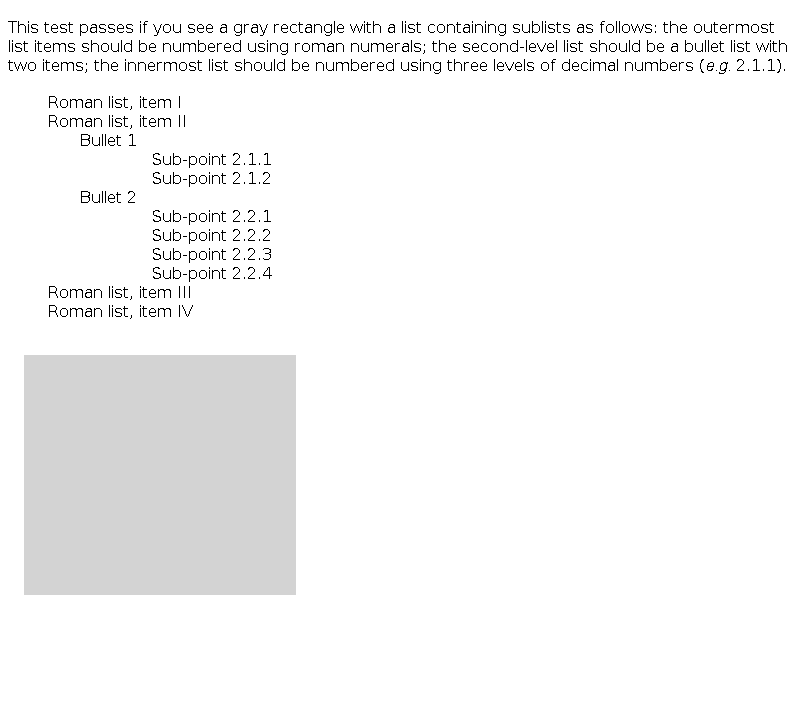 This test passes if you see a gray rectangle with a list containing sublists as follows: the outermost
list items should be numbered using roman numerals; the second-level list should be a bullet list with
two items; the innermost list should be numbered using three levels of decimal numbers (e.g. 2.1.1).
Roman list, item I
Roman list, item II
Bullet 1
Sub-point 2.1.1
Sub-point 2.1.2
Bullet 2
Sub-point 2.2.1
Sub-point 2.2.2
Sub-point 2.2.3
Sub-point 2.2.4
Roman list, item III
Roman list, item IV